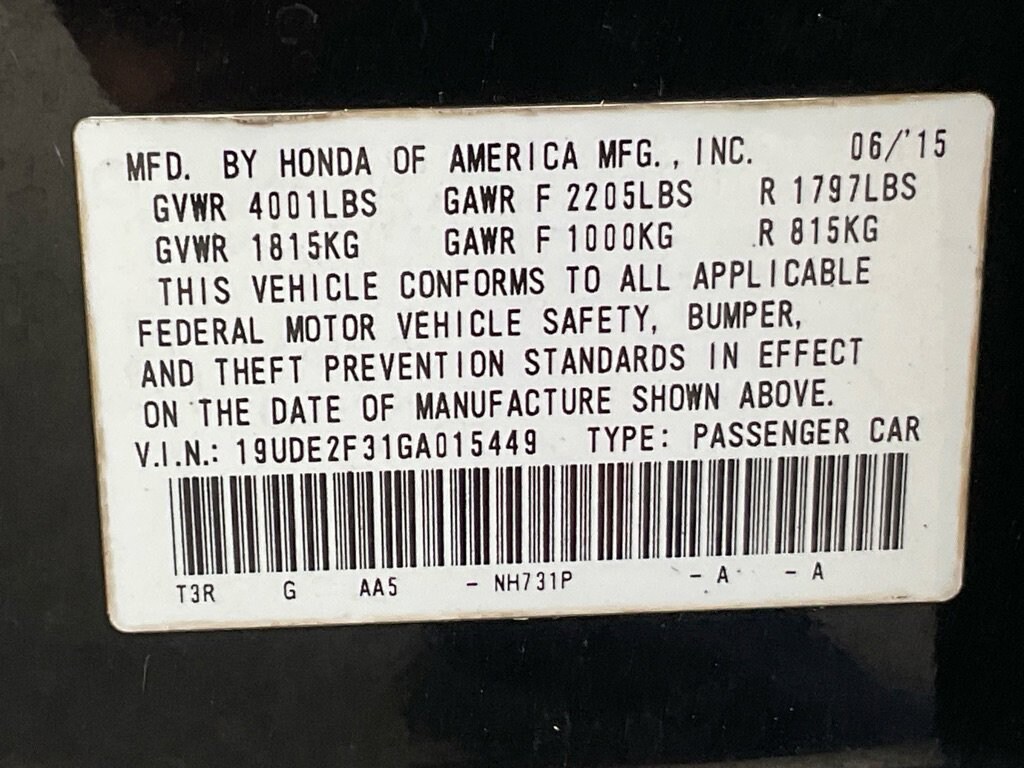 MFD. BY HONDA OF AMERICA MFG., INC. 06/'15
GVWR 4001LBS GAWR F 2205LBS R 1797LBS
GVWR 1815KG GAWR F 1000KG R 815KG
THIS VEHICLE CONFORMS TO ALL APPLICABLE
FEDERAL MOTOR VEHICLE SAFETY, BUMPER,
AND THEFT PREVENTION STANDARDS IN EFFECT
ON THE DATE OF MANUFACTURE SHOWN ABOVE.
V.I.N.: 19UDE2F31GA015449 TYPE: PASSENGER CAR
T3R G AA5 - NH731P - A - A